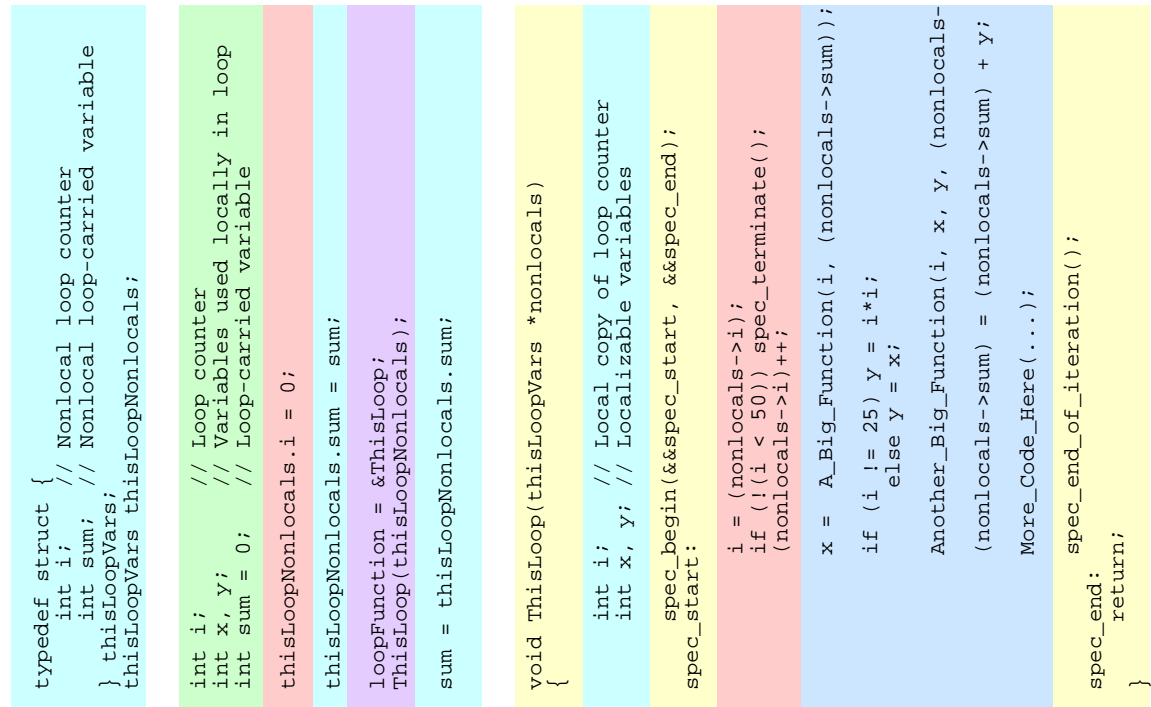 typedef struct {
int i; // Nonlocal loop counter
int sum; // Nonlocal loop-carried variable
} thisLoopVars;
thisLoopVars thisLoopNonlocals;
int i; // Loop counter
int x, y; // Variables used locally in loop
int sum = 0; // Loop-carried variable
thisLoopNonlocals.i = 0;
thisLoopNonlocals.sum = sum;
loopFunction = &ThisLoop;
ThisLoop(thisLoopNonlocals);
sum = thisLoopNonlocals.sum;
void ThisLoop(thisLoopVars *nonlocals)
{
int i; // Local copy of loop counter
int x, y; // Localizable variables
spec_begin(&&spec_start, &&spec_end);
spec_start:
i = (nonlocals->i);
if (!(i < 50)) spec_terminate();
(nonlocals->i)++;
x = A_Big_Function(i, (nonlocals->sum));
if (i != 25) y = i*i;
else y = x;
Another_Big_Function(i, x, y, (nonlocals-
(nonlocals->sum) = (nonlocals->sum) + y;
More_Code_Here(...);
spec_end_of_iteration();
spec_end:
return;
}